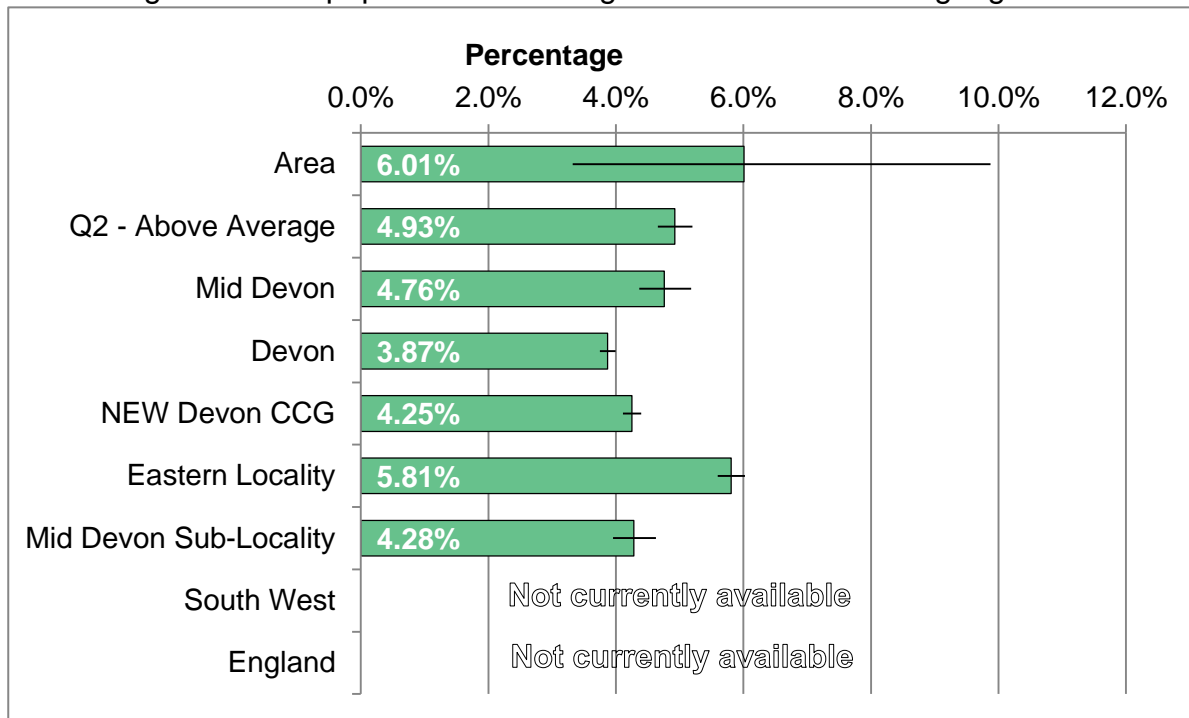 Percentage
0.0% 2.0% 4.0% 6.0% 8.0% 10.0% 12.0%
Area 6.01%
Q2 - Above Average 4.93%
Mid Devon 4.76%
Devon 3.87%
NEW Devon CCG 4.25%
Eastern Locality 5.81%
Mid Devon Sub-Locality 4.28%
South West Not currently available
England Not currently available